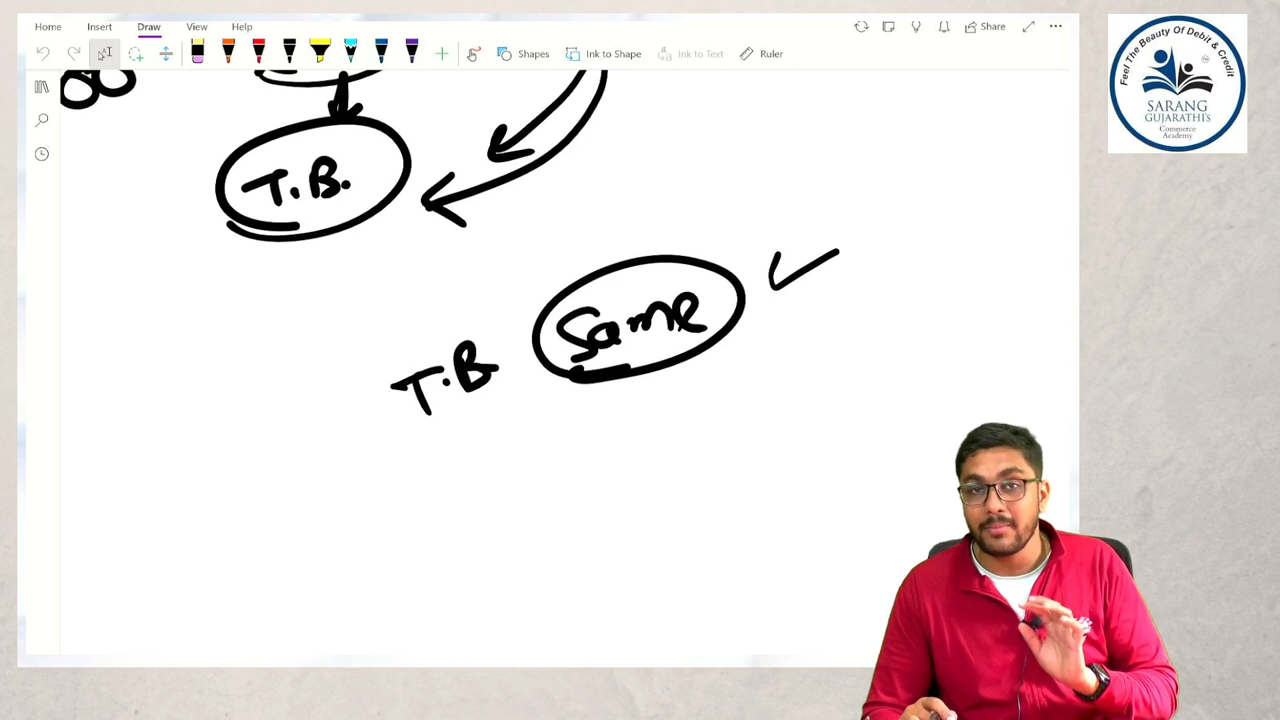 Home Insert Draw View Help
Share
Shapes Ink to Shape Ink to Text Ruler
Feel The Beauty Of Debit & Credit
SARANG
GUJARATHI's
Commerce
Academy
T.B.
T.B Same